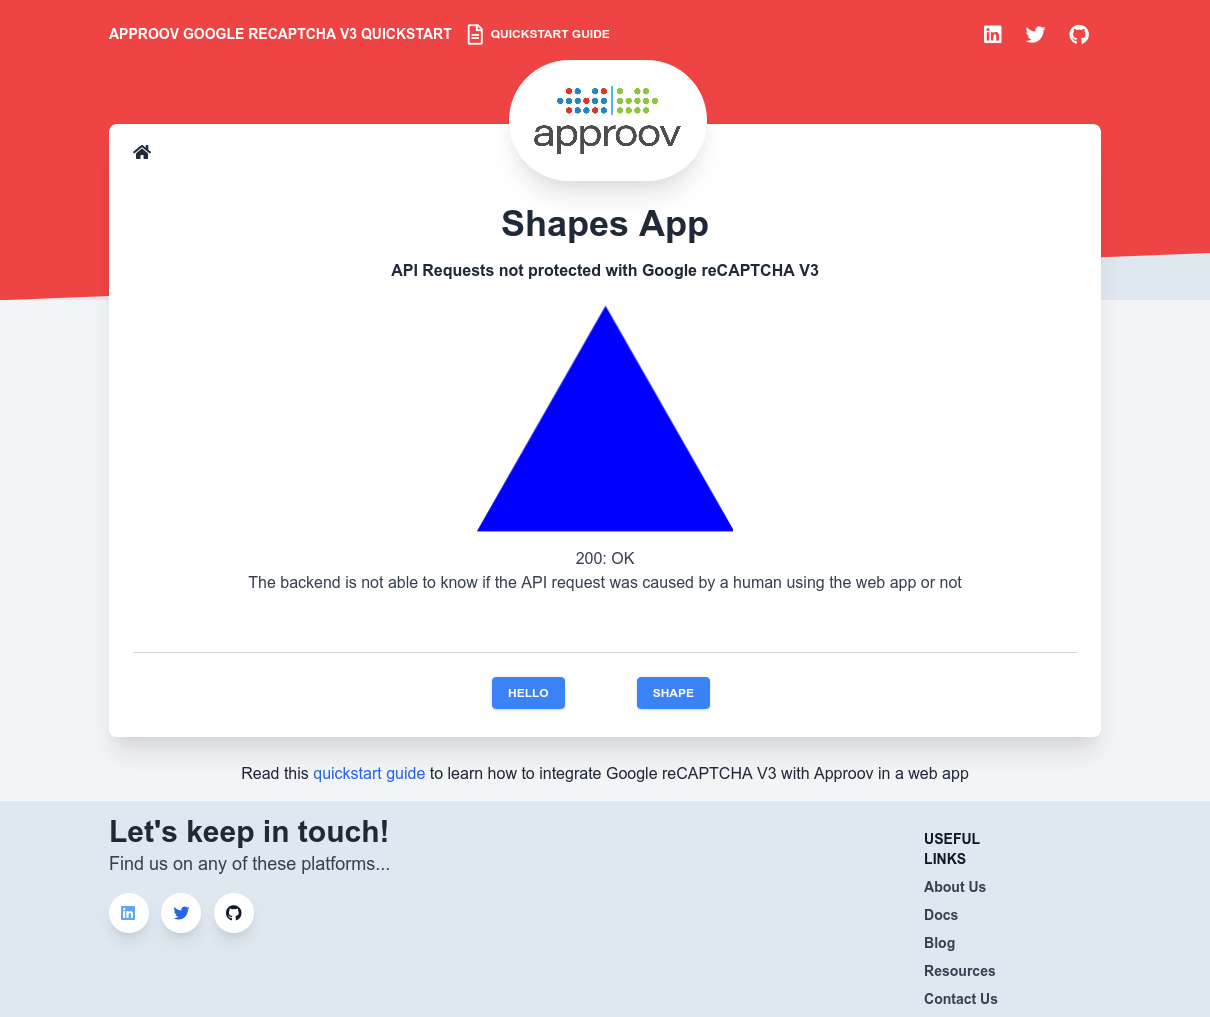 APPROOV GOOGLE RECAPTCHA V3 QUICKSTART
QUICKSTART GUIDE
approov
Shapes App
API Requests not protected with Google reCAPTCHA V3
200: OK
The backend is not able to know if the API request was caused by a human using the web app or not
HELLO
SHAPE
Read this quickstart guide to learn how to integrate Google reCAPTCHA V3 with Approov in a web app
Let's keep in touch!
Find us on any of these platforms...
USEFUL
LINKS
About Us
Docs
Blog
Resources
Contact Us